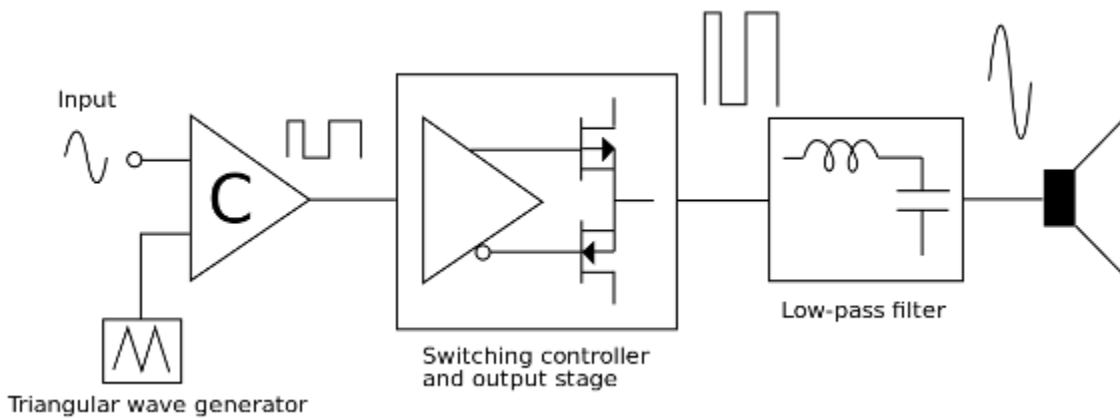 Input
C
Switching controller
and output stage
Low-pass filter
Triangular wave generator